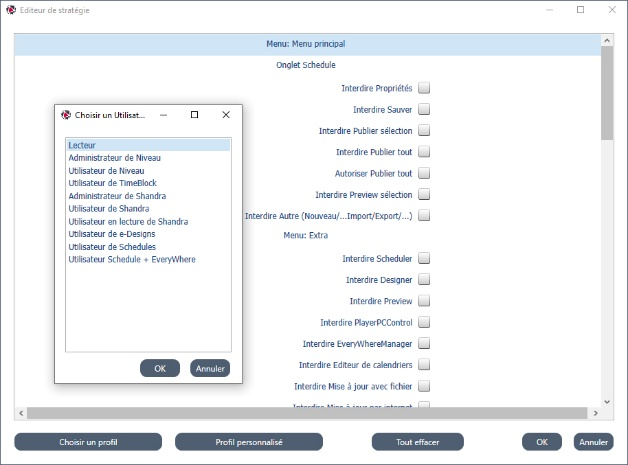 Editeur de stratégie
Menu: Menu principal
Onglet Schedule
Interdire Propriétés
Interdire Sauver
Interdire Publier sélection
Interdire Publier tout
Autoriser Publier tout
Interdire Preview sélection
Interdire Autre (Nouveau/...Import/Export/...)
Menu: Extra
Interdire Scheduler
Interdire Designer
Interdire Preview
Interdire PlayerPCControl
Interdire EveryWhereManager
Interdire Editeur de calendriers
Interdire Mise à jour avec fichier
Interdire Mise à jour par internet
Choisir un Utilisat...
Lecteur
Administrateur de Niveau
Utilisateur de Niveau
Utilisateur de TimeBlock
Administrateur de Shandra
Utilisateur de Shandra
Utilisateur en lecture de Shandra
Utilisateur de e-Designs
Utilisateur de Schedules
Utilisateur Schedule + EveryWhere
OK
Annuler
Choisir un profil
Profil personnalisé
Tout effacer
OK
Annuler